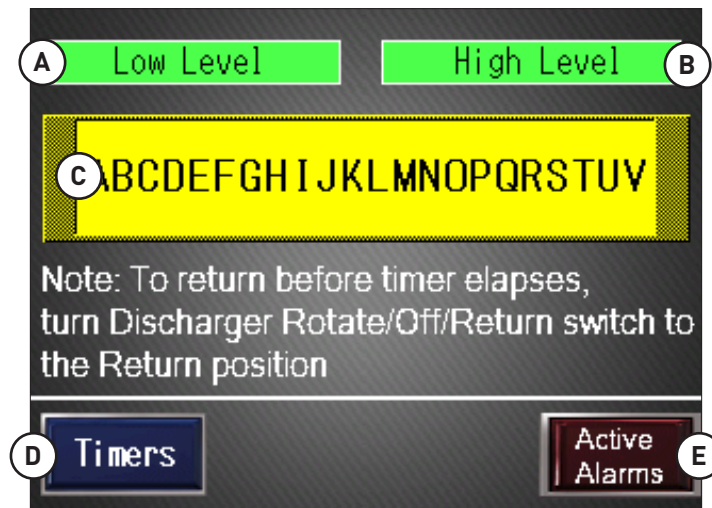 A Low Level High Level B
C ABCDEFGHIJKLMNOPQRSTUV
Note: To return before timer elapses,
turn Discharger Rotate/Off/Return switch to
the Return position
D Timers Active Alarms E